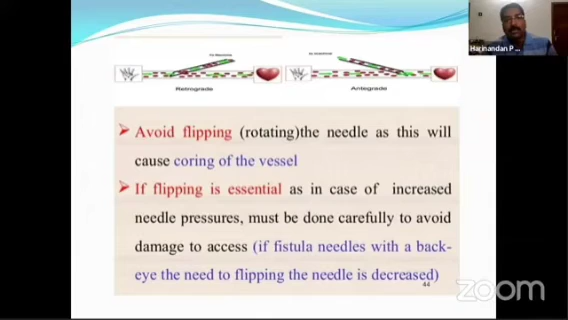 Harinandan P ...
Retrograde
Antegrade
➤ Avoid flipping (rotating)the needle as this will
cause coring of the vessel
➤ If flipping is essential as in case of increased
needle pressures, must be done carefully to avoid
damage to access (if fistula needles with a back-
eye the need to flipping the needle is decreased)
44
zoom